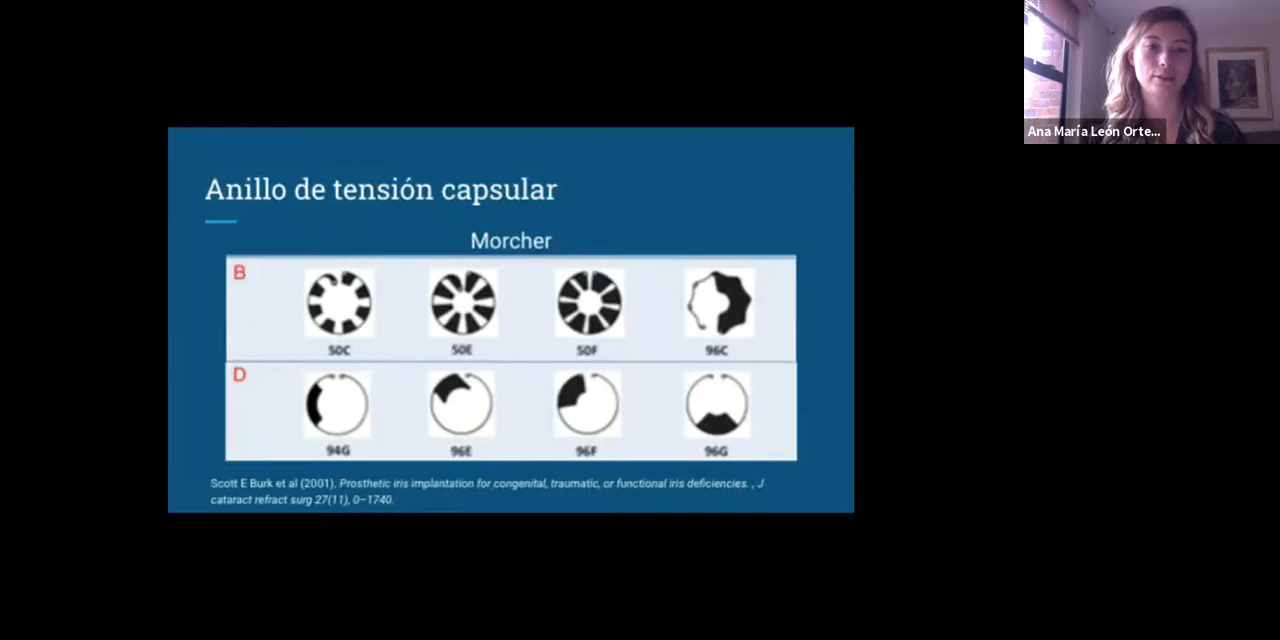 Ana María León Orte...
Anillo de tensión capsular
Morcher
B
50C 50E 50F 96C
D
94G 96E 96F 96G
Scott E Burk et al (2001). Prosthetic iris implantation for congenital, traumatic, or functional iris deficiencies. , J
cataract refract surg 27(11), 0–1740.